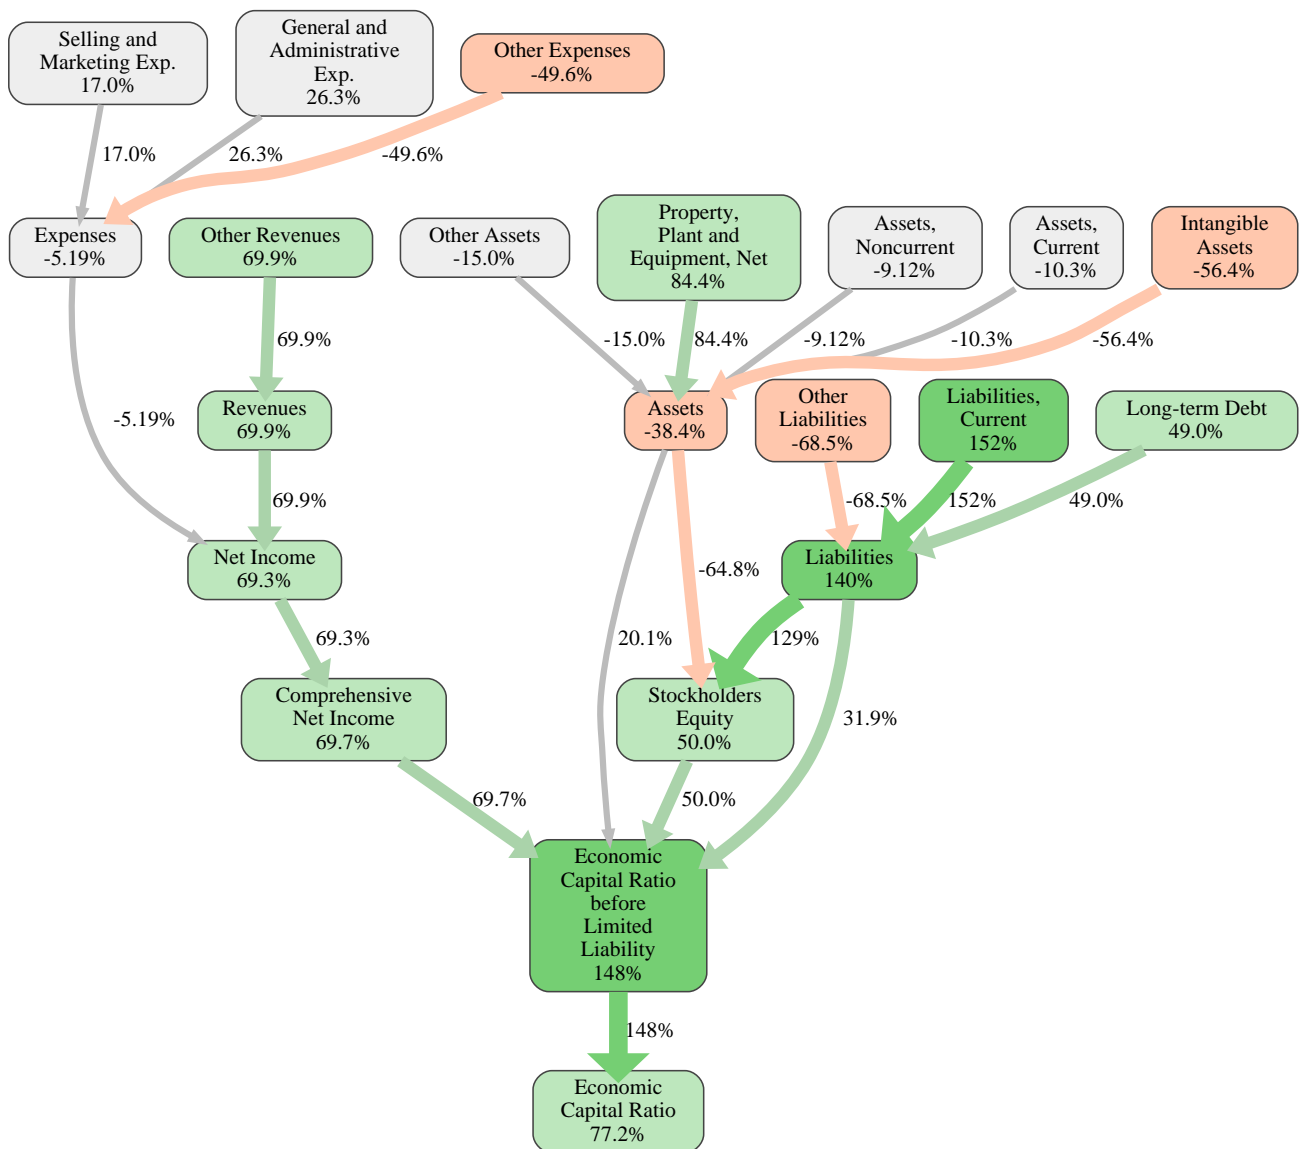 Selling and
Marketing Exp.
17.0%
General and
Administrative
Exp.
26.3%
Other Expenses
-49.6%
17.0%
26.3%
-49.6%
Expenses
-5.19%
Other Revenues
69.9%
Other Assets
-15.0%
Property,
Plant and
Equipment, Net
84.4%
Assets,
Noncurrent
-9.12%
Assets,
Current
-10.3%
Intangible
Assets
-56.4%
69.9%
-15.0%
84.4%
-9.12%
-10.3%
-56.4%
-5.19%
Revenues
69.9%
Assets
-38.4%
Other
Liabilities
-68.5%
Liabilities,
Current
152%
Long-term Debt
49.0%
69.9%
-68.5%
152%
49.0%
Net Income
69.3%
-64.8%
Liabilities
140%
69.3%
20.1%
129%
Comprehensive
Net Income
69.7%
Stockholders
Equity
50.0%
31.9%
69.7%
50.0%
Economic
Capital Ratio
before
Limited
Liability
148%
148%
Economic
Capital Ratio
77.2%